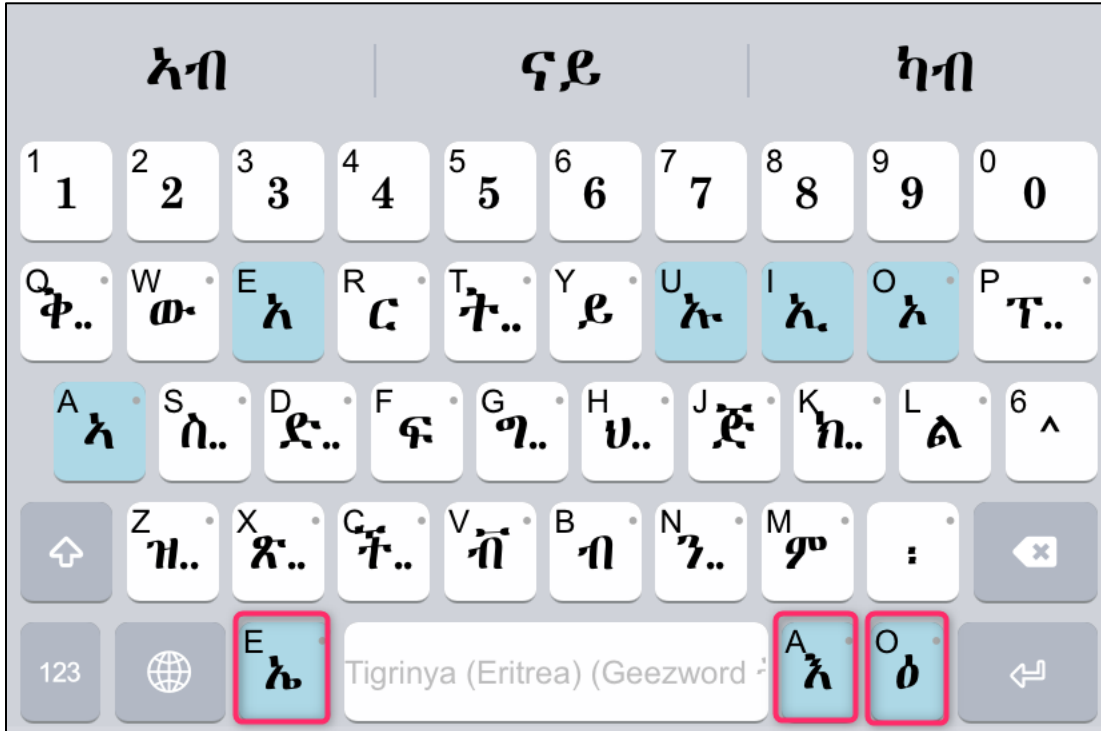 ኣብ ናይ ካብ
1 1 2 2 3 3 4 4 5 5 6 6 7 7 8 8 9 9 0 0
Q ቅ.. W ው E አ R ር T ት.. Y ይ U ኡ I ኢ O ኦ P ፕ..
A ኣ S ስ.. D ድ.. F ፍ G ግ.. H ህ.. J ጅ K ክ.. L ል 6 ^
Z ዝ.. X ጽ.. C ች.. V ቭ B ብ N ን.. M ም ፡
123 E ኤ Tigrinya (Eritrea) (Geezword A እ O ዕ